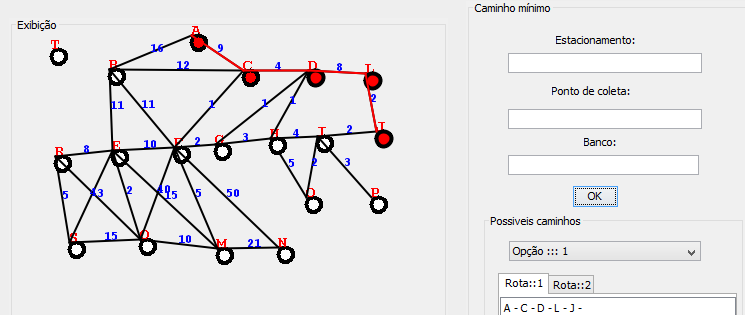 Caminho mínimo
Exibição
A
T
16
9
Estacionamento:
B
12
C
4
D
8
L
11
11
1
1
1
2
Ponto de coleta:
J
R
8
E
10
F
2
G
3
H
4
I
2
Banco:
5
2
40
15
5
50
5
2
3
OK
O
P
Possiveis caminhos
S
15
Q
10
M
21
N
Opção ::: 1
Rota::1
Rota::2
A - C - D - L - J -